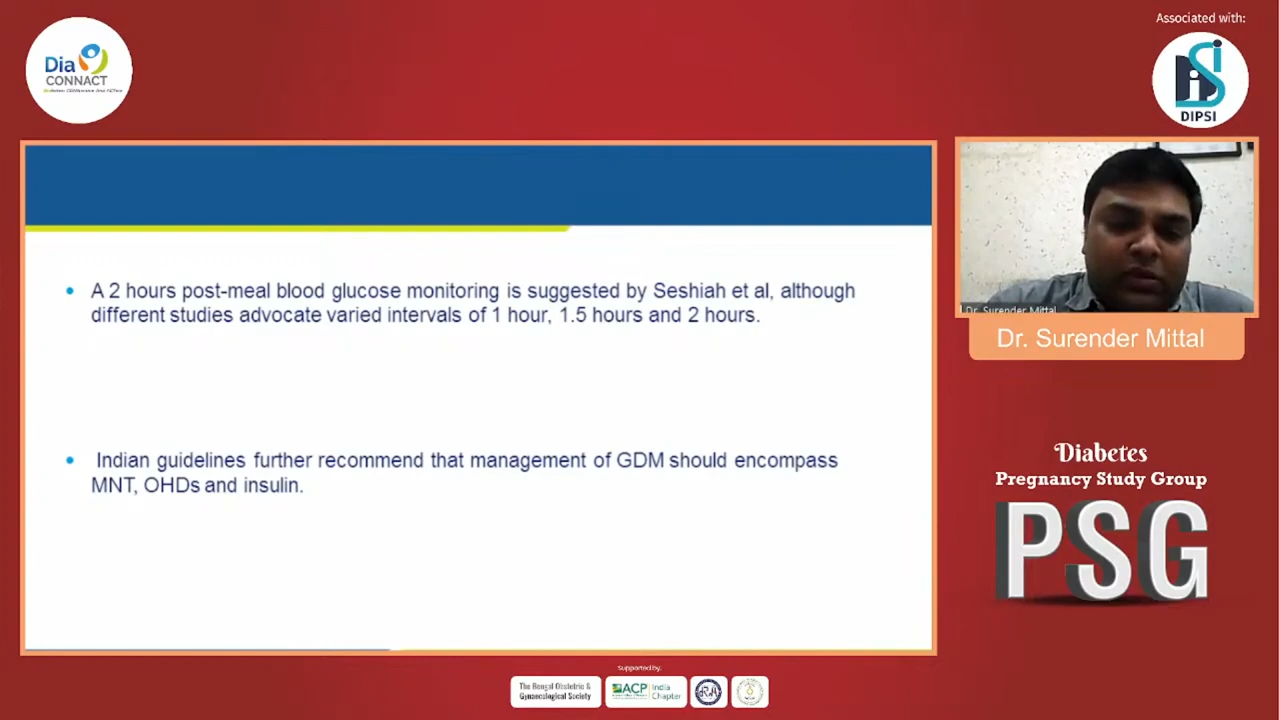 Associated with:
Dia
CONNACT
DIPSI
A 2 hours post-meal blood glucose monitoring is suggested by Seshiah et al, although
different studies advocate varied intervals of 1 hour, 1.5 hours and 2 hours.
Indian guidelines further recommend that management of GDM should encompass
MNT, OHDs and insulin.
Dr. Surender Mittal
Dr. Surender Mittal
Diabetes
Pregnancy Study Group
PSG
Supported by:
The Bengal Obstetric &
Gynaecological Society
ACP
India
Chapter